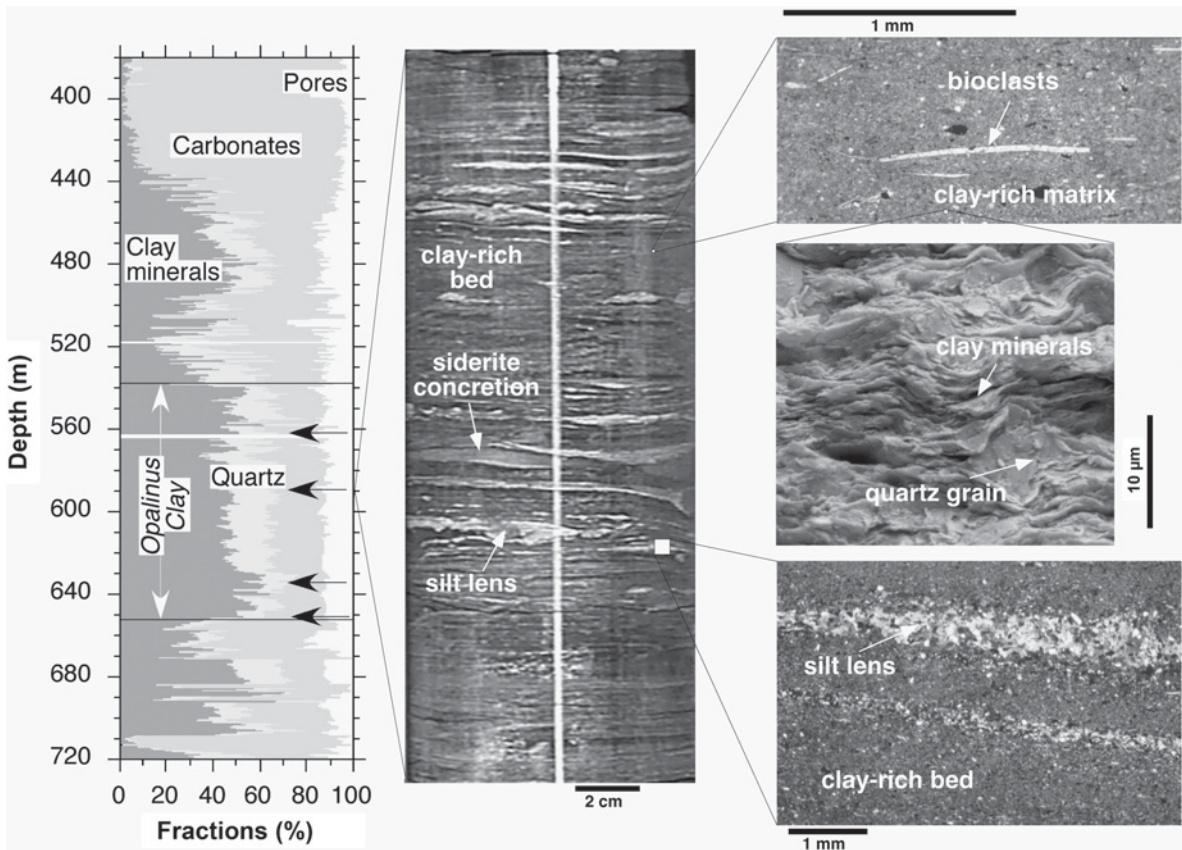 Depth (m)
400
440
480
520
560
600
640
680
720
0
20
40
60
80
100
Fractions (%)
Pores
Carbonates
Clay
minerals
Opalinus
Clay
Quartz
clay-rich
bed
siderite
concretion
silt lens
2 cm
1 mm
bioclasts
clay-rich matrix
clay minerals
quartz grain
10 µm
silt lens
clay-rich bed
1 mm